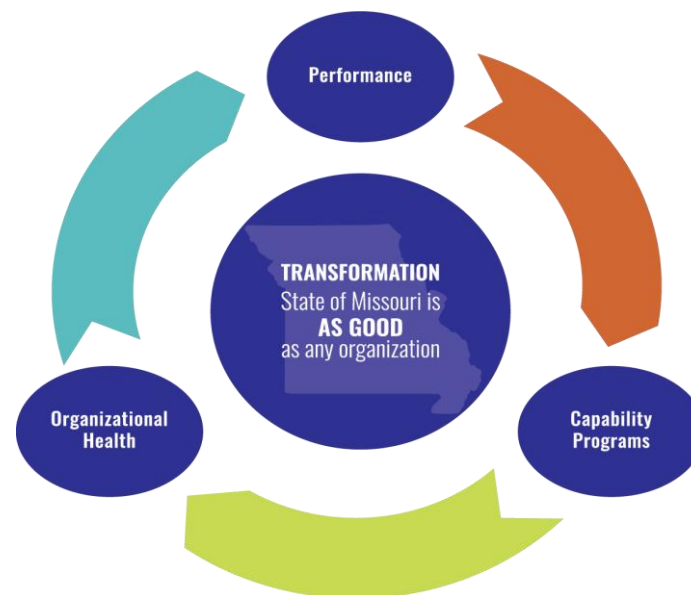 Performance
TRANSFORMATION
State of Missouri is
AS GOOD
as any organization
Organizational
Health
Capability
Programs